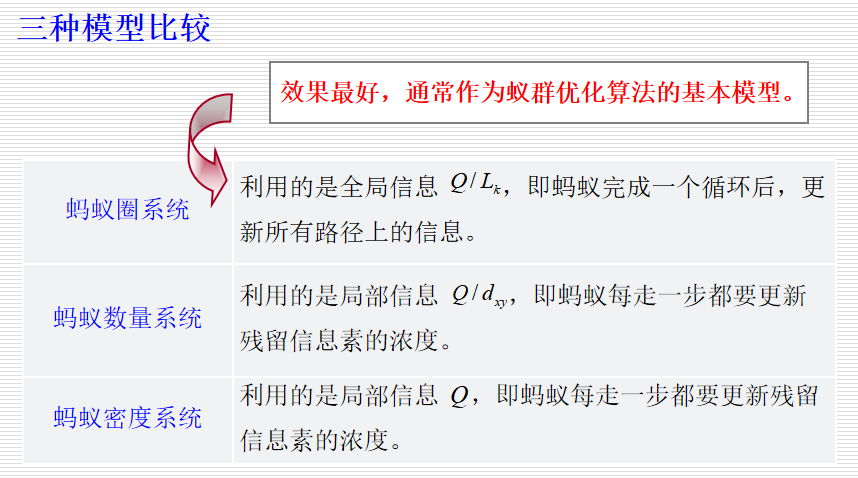 三种模型比较
效果最好，通常作为蚁群优化算法的基本模型。
蚂蚁圈系统
利用的是全局信息 Q/Lₖ，即蚂蚁完成一个循环后，更
新所有路径上的信息。
蚂蚁数量系统
利用的是局部信息 Q/d_xy，即蚂蚁每走一步都要更新
残留信息素的浓度。
蚂蚁密度系统
利用的是局部信息 Q，即蚂蚁每走一步都要更新残留
信息素的浓度。